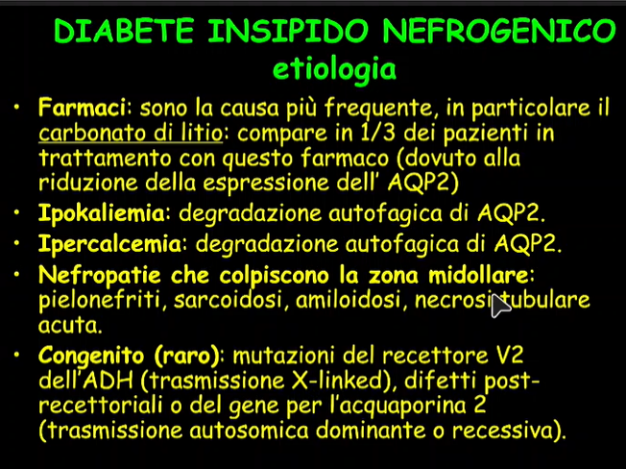 DIABETE INSIPIDO NEFROGENICO
etiologia
• Farmaci: sono la causa più frequente, in particolare il
carbonato di litio: compare in 1/3 dei pazienti in
trattamento con questo farmaco (dovuto alla
riduzione della espressione dell' AQP2)
• Ipokaliemia: degradazione autofagica di AQP2.
• Ipercalcemia: degradazione autofagica di AQP2.
• Nefropatie che colpiscono la zona midollare:
pielonefriti, sarcoidosi, amiloidosi, necrosi tubulare
acuta.
• Congenito (raro): mutazioni del recettore V2
dell'ADH (trasmissione X-linked), difetti post-
recettoriali o del gene per l'acquaporina 2
(trasmissione autosomica dominante o recessiva).